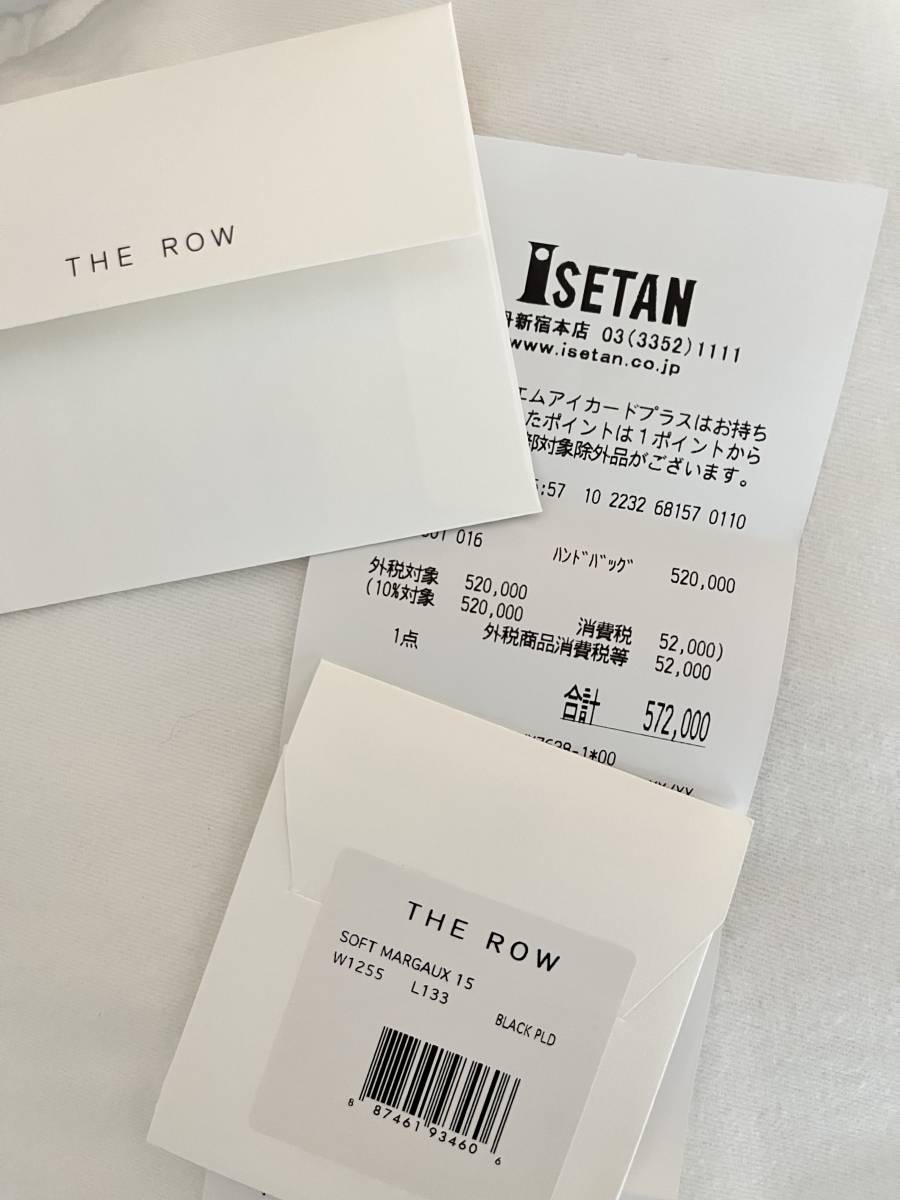 THE ROW
ISETAN
新宿本店 03(3352)1111
www.isetan.co.jp
エムアイカードプラスはお持ち
たポイントは1ポイントから
部対象除外品がございます。
:57 10 2232 68157 0110
016
ﾊﾝﾄﾞﾊﾞｯｸﾞ 520,000
外税対象 520,000
(10%対象 520,000 消費税 52,000)
外税商品消費税等 52,000
1点
合計 572,000
THE ROW
SOFT MARGAUX 15
W1255 L133
BLACK PLD
8 87461 93460 6